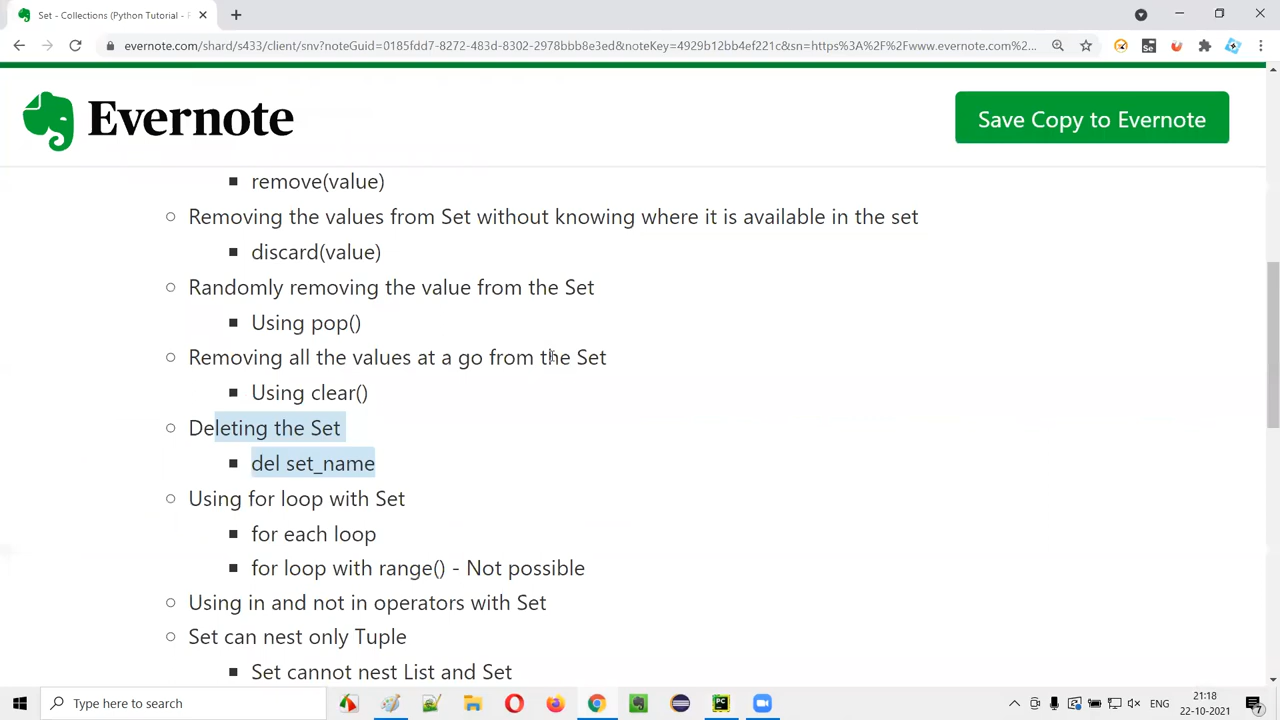 Set - Collections (Python Tutorial - F
evernote.com/shard/s433/client/snv?noteGuid=0185fdd7-8272-483d-8302-2978bbb8e3ed&noteKey=4929b12bb4ef221c&sn=https%3A%2F%2Fwww.evernote.com%2...
Evernote
Save Copy to Evernote
remove(value)
Removing the values from Set without knowing where it is available in the set
discard(value)
Randomly removing the value from the Set
Using pop()
Removing all the values at a go from the Set
Using clear()
Deleting the Set
del set_name
Using for loop with Set
for each loop
for loop with range() - Not possible
Using in and not in operators with Set
Set can nest only Tuple
Set cannot nest List and Set
Type here to search
ENG
21:18
22-10-2021
7